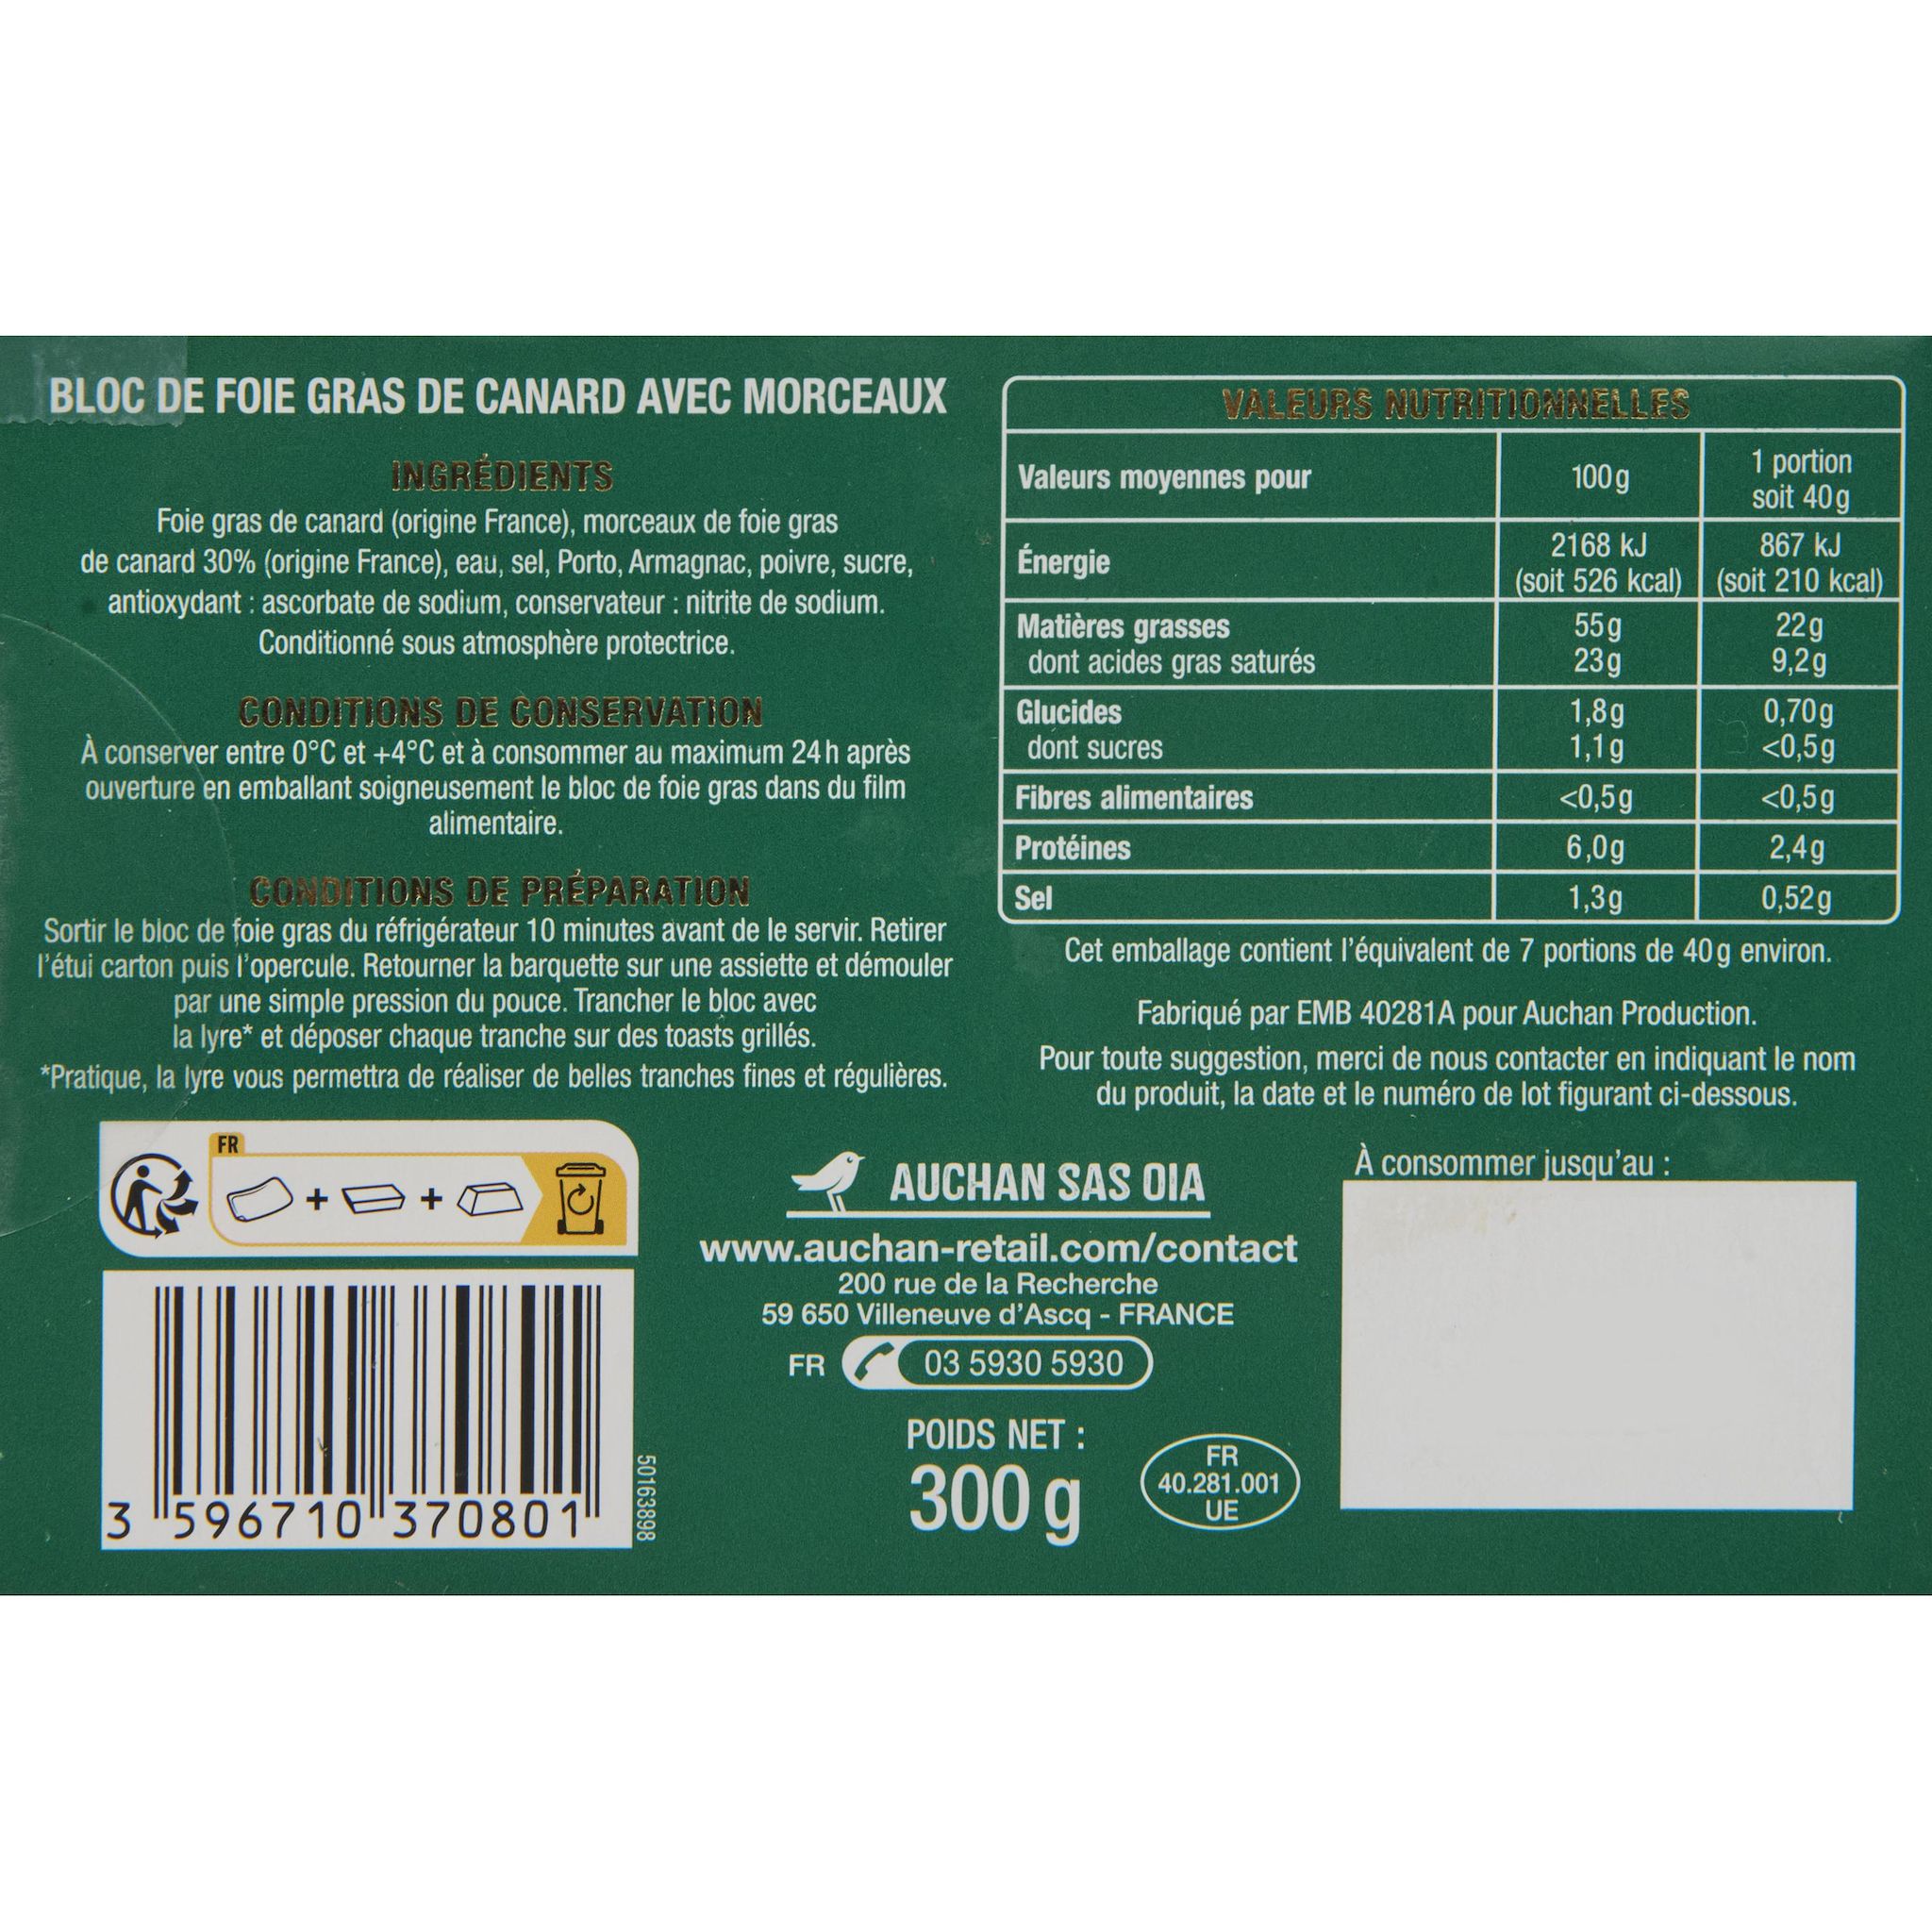 BLOC DE FOIE GRAS DE CANARD AVEC MORCEAUX
INGRÉDIENTS
Foie gras de canard (origine France), morceaux de foie gras
de canard 30% (origine France), eau, sel, Porto, Armagnac, poivre, sucre,
antioxydant : ascorbate de sodium, conservateur : nitrite de sodium.
Conditionné sous atmosphère protectrice.
CONDITIONS DE CONSERVATION
À conserver entre 0°C et +4°C et à consommer au maximum 24h après
ouverture en emballant soigneusement le bloc de foie gras dans du film
alimentaire.
CONDITIONS DE PRÉPARATION
Sortir le bloc de foie gras du réfrigérateur 10 minutes avant de le servir. Retirer
l'étui carton puis l'opercule. Retourner la barquette sur une assiette et démouler
par une simple pression du pouce. Trancher le bloc avec
la lyre* et déposer chaque tranche sur des toasts grillés.
*Pratique, la lyre vous permettra de réaliser de belles tranches fines et régulières.
FR
+ +
3 596710 370801
50163898
VALEURS NUTRITIONNELLES
Valeurs moyennes pour 100g 1 portion
soit 40g
Énergie 2168 kJ 867 kJ
(soit 526 kcal) (soit 210 kcal)
Matières grasses 55g 22g
dont acides gras saturés 23g 9,2g
Glucides 1,8g 0,70g
dont sucres 1,1g <0,5g
Fibres alimentaires <0,5g <0,5g
Protéines 6,0g 2,4g
Sel 1,3g 0,52g
Cet emballage contient l'équivalent de 7 portions de 40g environ.
Fabriqué par EMB 40281A pour Auchan Production.
Pour toute suggestion, merci de nous contacter en indiquant le nom
du produit, la date et le numéro de lot figurant ci-dessous.
AUCHAN SAS OIA
www.auchan-retail.com/contact
200 rue de la Recherche
59 650 Villeneuve d'Ascq - FRANCE
FR 03 5930 5930
POIDS NET :
300 g
FR
40.281.001
UE
À consommer jusqu'au :